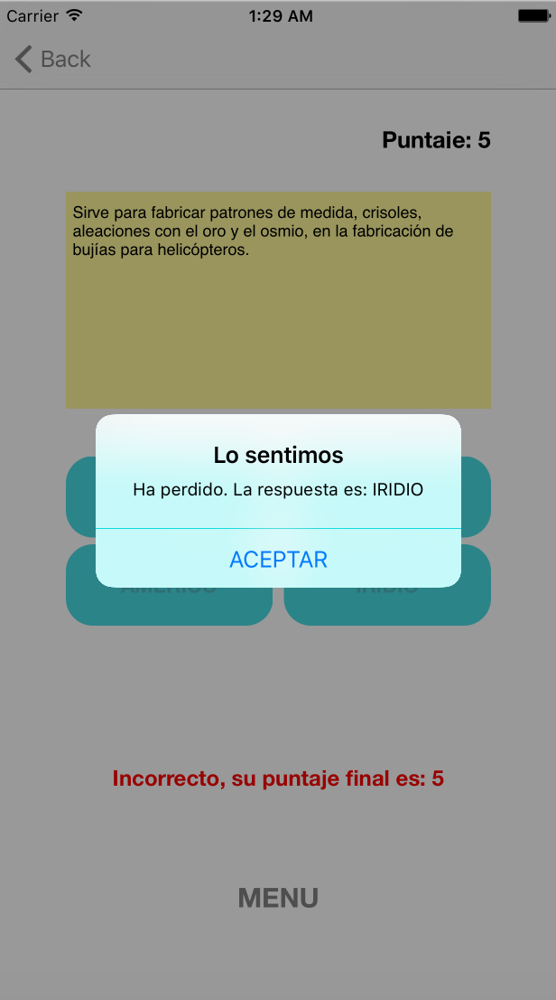 Carrier
1:29 AM
Back
Puntaie: 5
Sirve para fabricar patrones de medida, crisoles,
aleaciones con el oro y el osmio, en la fabricación de
bujías para helicópteros.
Lo sentimos
Ha perdido. La respuesta es: IRIDIO
ACEPTAR
IRIDIO
Incorrecto, su puntaje final es: 5
MENU